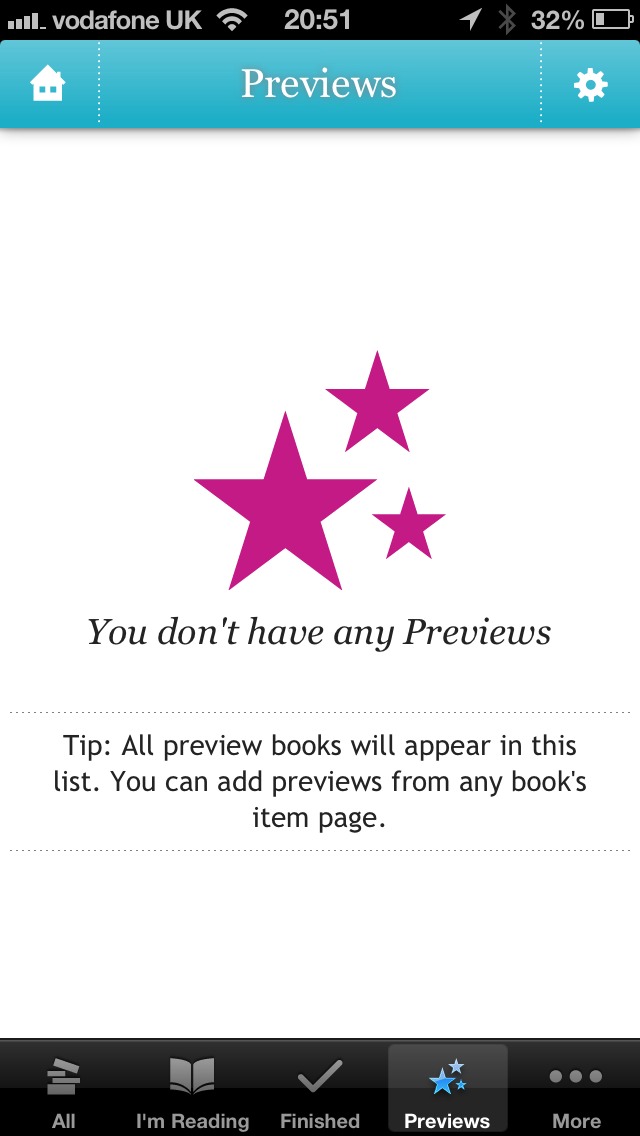 vodafone UK 20:51 32%
Previews
You don't have any Previews
Tip: All preview books will appear in this
list. You can add previews from any book's
item page.
All I'm Reading Finished Previews More